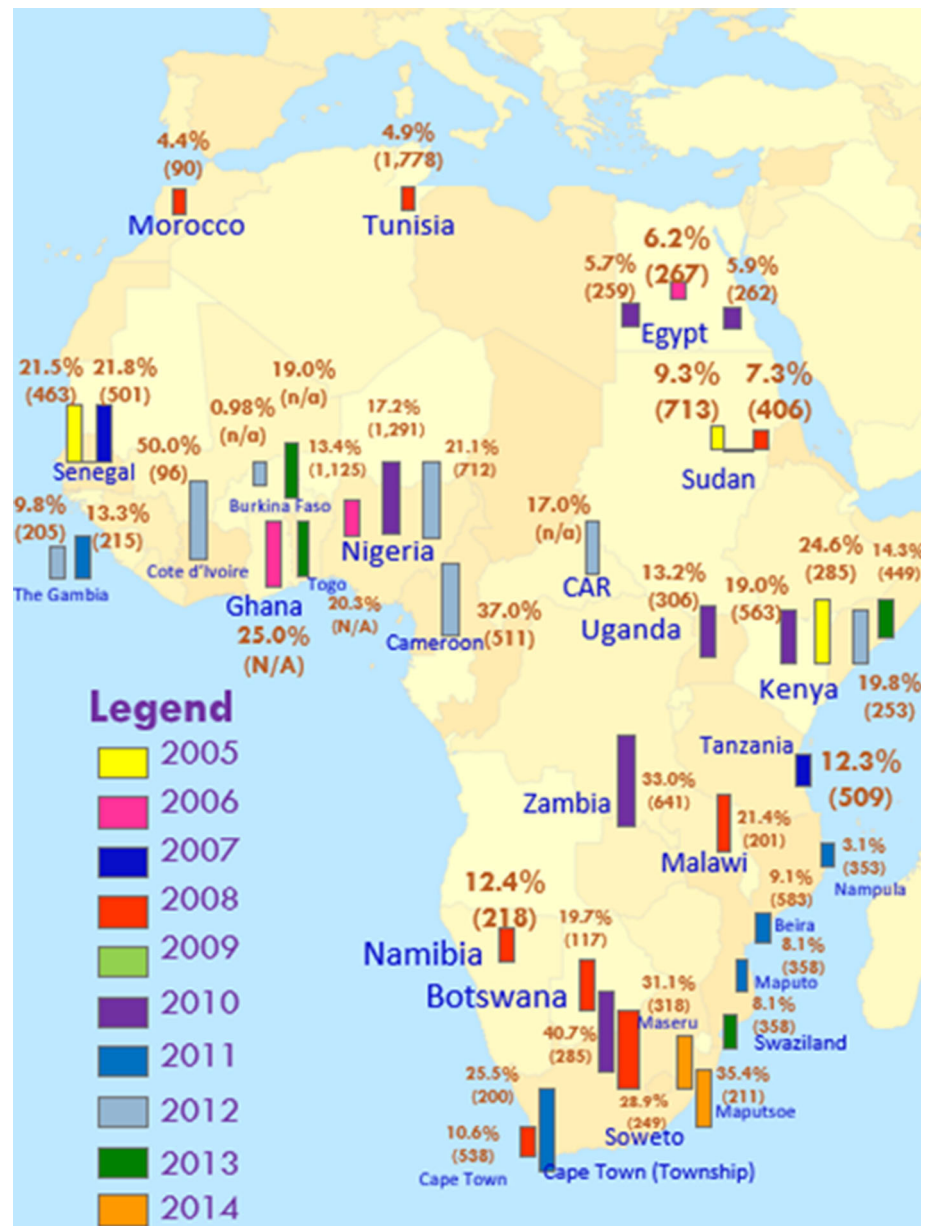 4.4%
(90)
Morocco
4.9%
(1,778)
Tunisia
6.2%
(267)
5.7%
(259)
5.9%
(262)
Egypt
9.3%
(713)
7.3%
(406)
Sudan
21.5%
(463)
21.8%
(501)
Senegal
9.8%
(205)
13.3%
(215)
The Gambia
50.0%
(96)
Cote d'Ivoire
0.98%
(n/a)
19.0%
(n/a)
Burkina Faso
13.4%
(1,125)
17.2%
(1,291)
21.1%
(712)
Nigeria
Ghana
25.0%
(N/A)
Togo
20.3%
(N/A)
Cameroon
37.0%
(511)
17.0%
(n/a)
CAR
13.2%
(306)
Uganda
19.0%
(563)
24.6%
(285)
14.3%
(449)
Kenya
19.8%
(253)
Tanzania
12.3%
(509)
Zambia
33.0%
(641)
21.4%
(201)
Malawi
3.1%
(353)
Nampula
9.1%
(583)
Beira
8.1%
(358)
Maputo
8.1%
(358)
Swaziland
12.4%
(218)
Namibia
19.7%
(117)
Botswana
40.7%
(285)
31.1%
(318)
Maseru
28.9%
(249)
Soweto
35.4%
(211)
Maputsoe
25.5%
(200)
10.6%
(538)
Cape Town
Cape Town (Township)
Legend
2005
2006
2007
2008
2009
2010
2011
2012
2013
2014